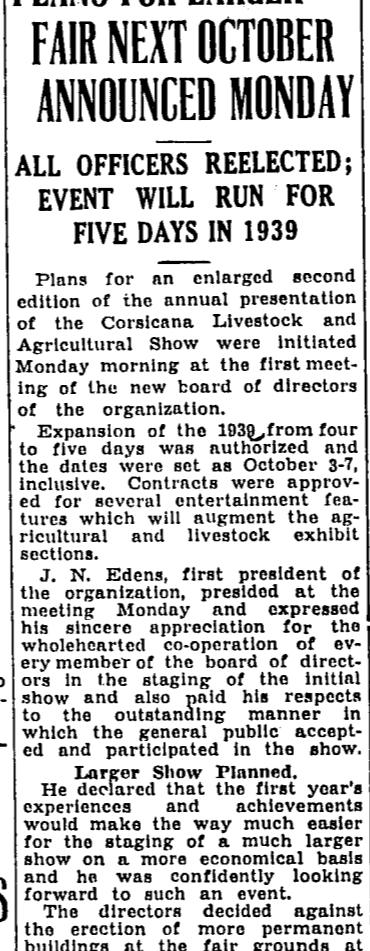 PLANS FOR LARGER
FAIR NEXT OCTOBER
ANNOUNCED MONDAY
ALL OFFICERS REELECTED;
EVENT WILL RUN FOR
FIVE DAYS IN 1939
Plans for an enlarged second
edition of the annual presentation
of the Corsicana Livestock and
Agricultural Show were initiated
Monday morning at the first meet-
ing of the new board of directors
of the organization.
Expansion of the 1939 from four
to five days was authorized and
the dates were set as October 3-7,
inclusive. Contracts were approv-
ed for several entertainment fea-
tures which will augment the ag-
ricultural and livestock exhibit
sections.
J. N. Edens, first president of
the organization, presided at the
meeting Monday and expressed
his sincere appreciation for the
wholehearted co-operation of ev-
ery member of the board of direct-
ors in the staging of the initial
show and also paid his respects
to the outstanding manner in
which the general public accept-
ed and participated in the show.
Larger Show Planned.
He declared that the first year's
experiences and achievements
would make the way much easier
for the staging of a much larger
show on a more economical basis
and he was confidently looking
forward to such an event.
The directors decided against
the erection of more permanent
buildings at the fair grounds at